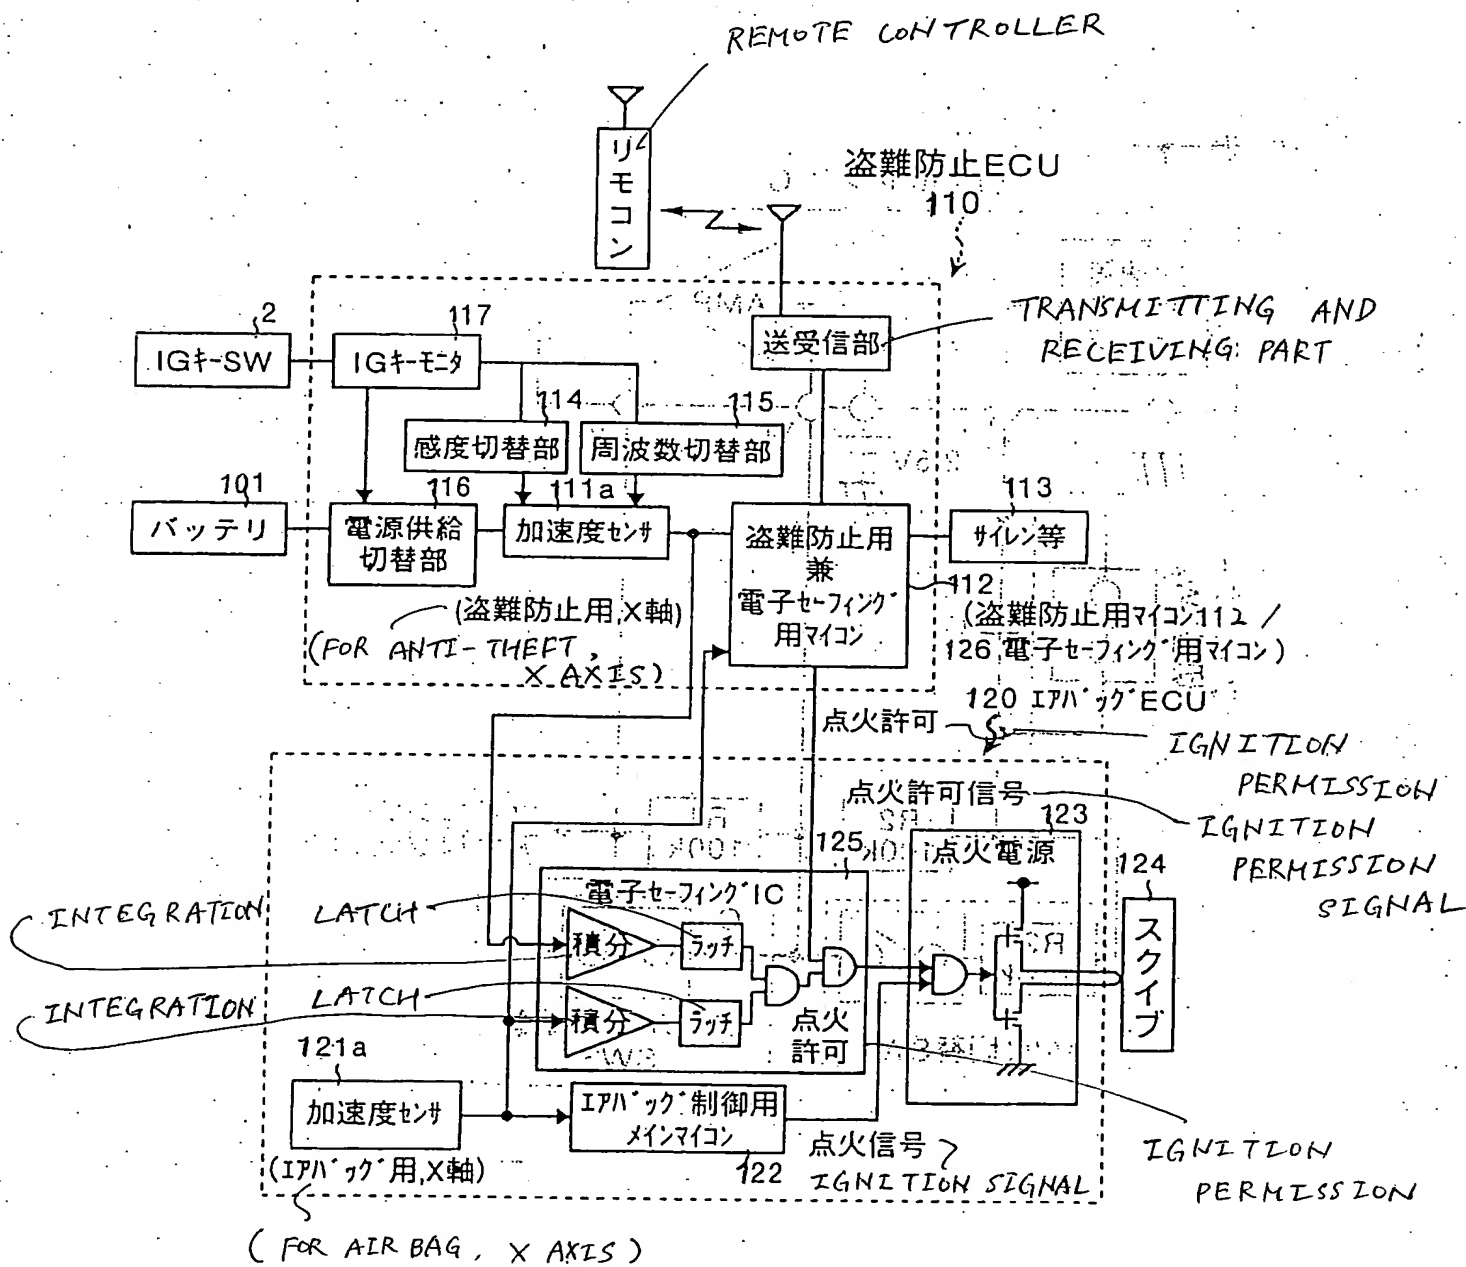 REMOTE CONTROLLER
リモコン
盗難防止ECU
110
TRANSMITTING AND
RECEIVING PART
送受信部
2
IGキーSW
117
IGキーモニタ
114
感度切替部
115
周波数切替部
101
バッテリ
116
電源供給
切替部
111a
加速度センサ
盗難防止用
兼
電子セーフィング
用マイコン
113
サイレン等
112
(盗難防止用マイコン112/
126 電子セーフィング用マイコン)
(盗難防止用,X軸)
(FOR ANTI-THEFT,
X AXIS)
120 エアバッグECU
点火許可
IGNITION
PERMISSION
点火許可信号
IGNITION
PERMISSION
SIGNAL
123
点火電源
124
スクイブ
125
電子セーフィングIC
INTEGRATION
LATCH
積分
ラッチ
INTEGRATION
LATCH
積分
ラッチ
点火
許可
IGNITION
PERMISSION
121a
加速度センサ
(エアバッグ用,X軸)
(FOR AIR BAG, X AXIS)
エアバッグ制御用
メインマイコン
122
点火信号
IGNITION SIGNAL